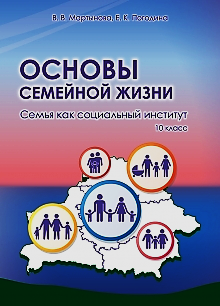 В. В. Мартынова, Е. К. Погодина
ОСНОВЫ
СЕМЕЙНОЙ ЖИЗНИ
Семья как социальный институт
10 класс